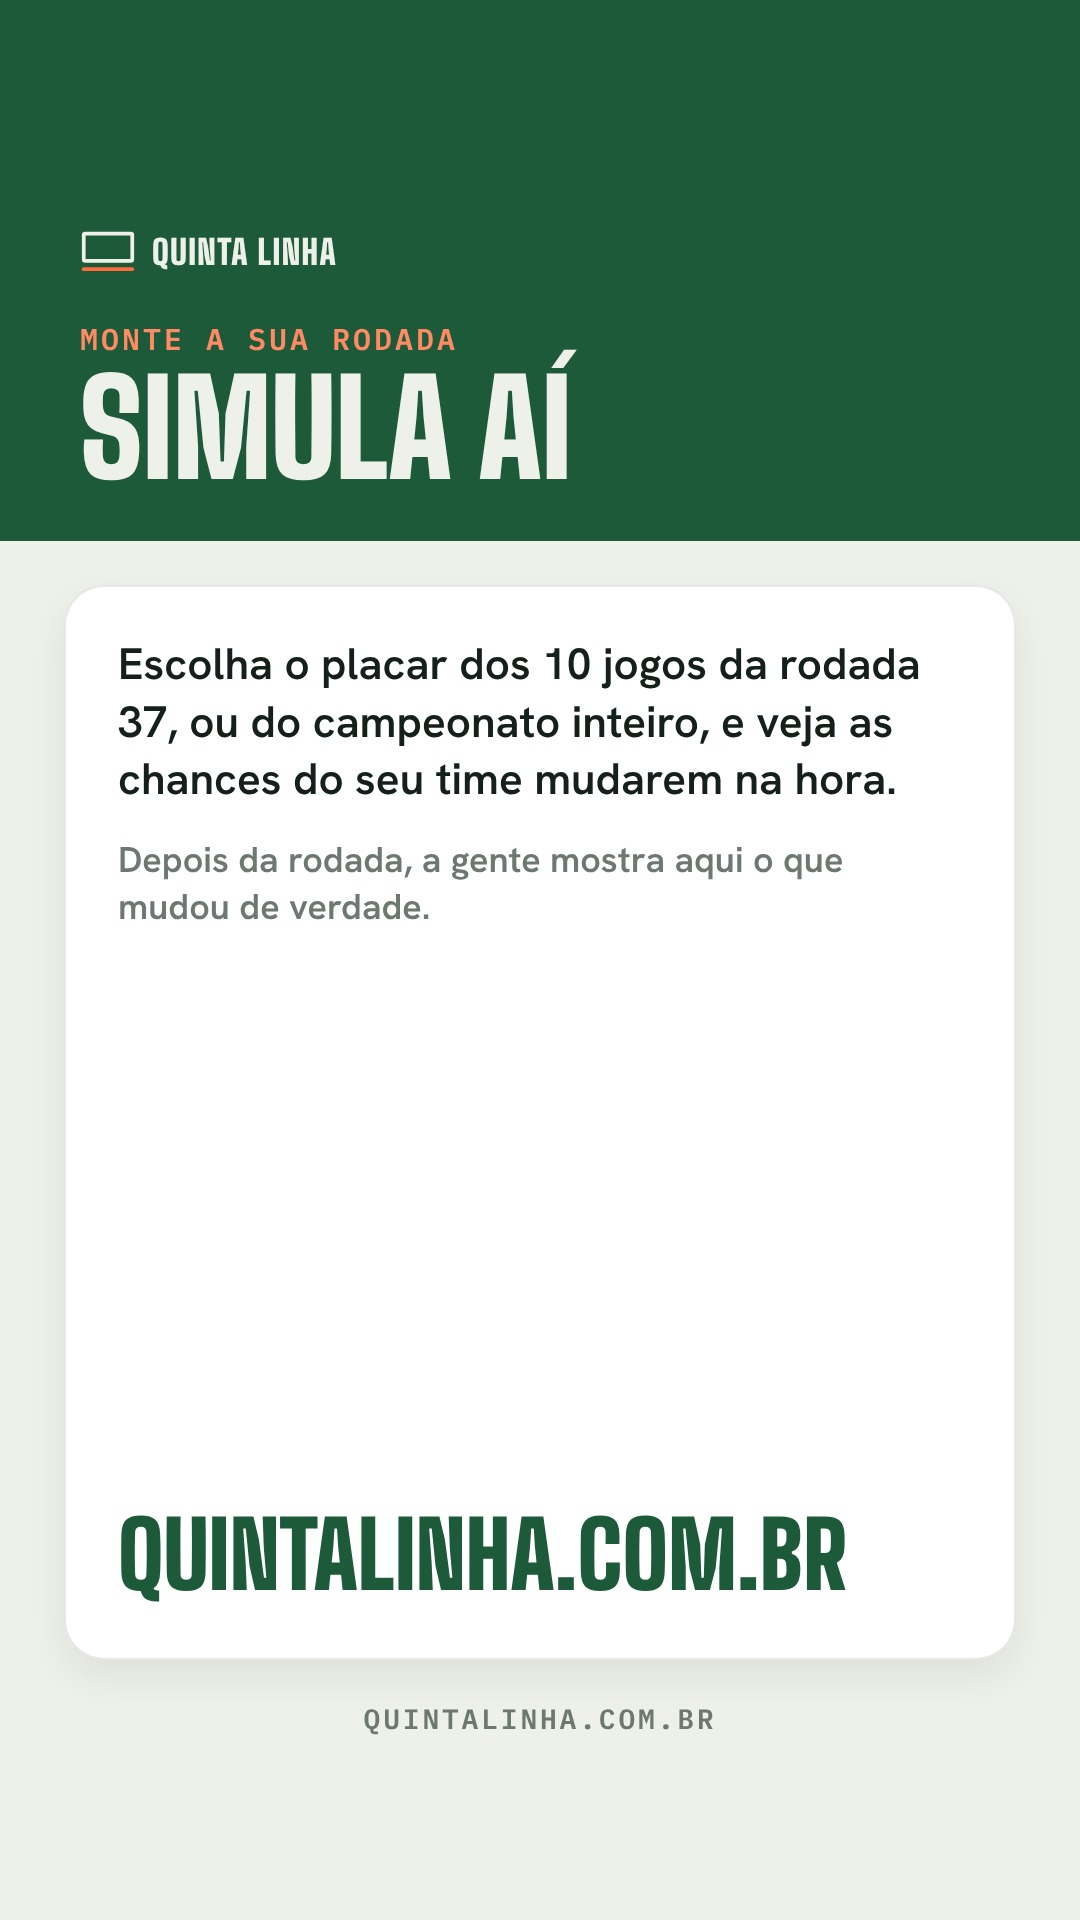 QUINTA LINHA
MONTE A SUA RODADA
SIMULA AÍ
Escolha o placar dos 10 jogos da rodada
37, ou do campeonato inteiro, e veja as
chances do seu time mudarem na hora.
Depois da rodada, a gente mostra aqui o que
mudou de verdade.
QUINTALINHA.COM.BR
QUINTALINHA.COM.BR